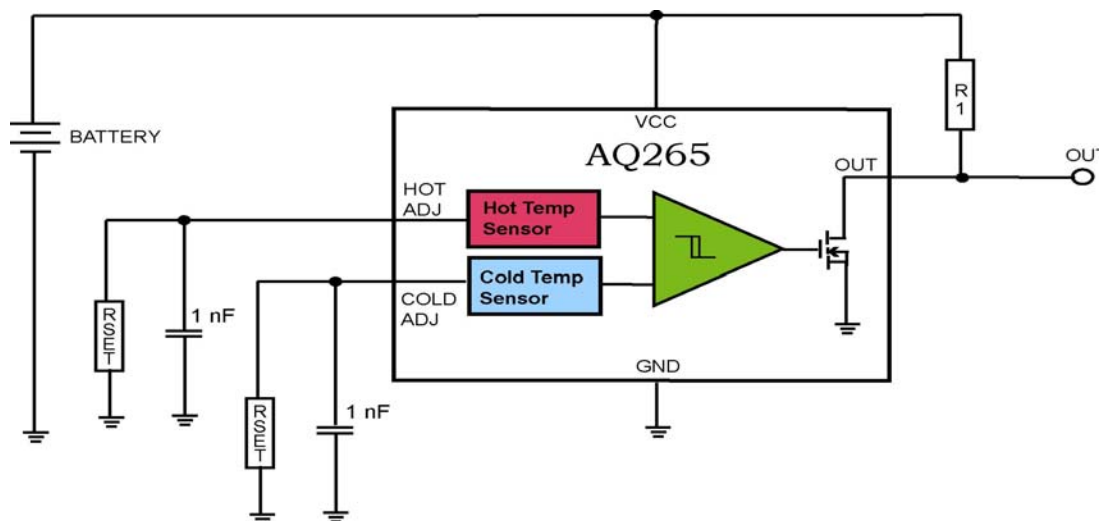 VCC
AQ265
R1
BATTERY
OUT
OUT
HOT
ADJ
Hot Temp
Sensor
Cold Temp
Sensor
COLD
ADJ
RSET
1 nF
GND
RSET
1 nF